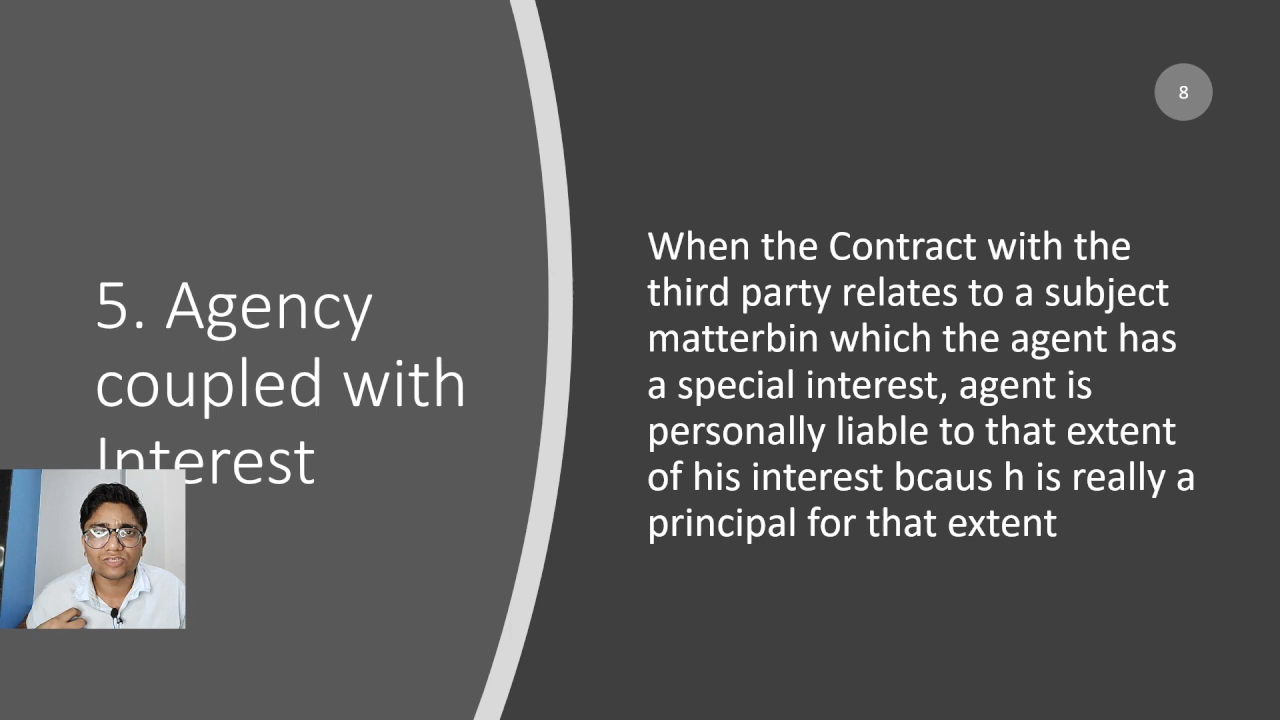 8
5. Agency
coupled with
Interest
When the Contract with the
third party relates to a subject
matterbin which the agent has
a special interest, agent is
personally liable to that extent
of his interest bcaus h is really a
principal for that extent